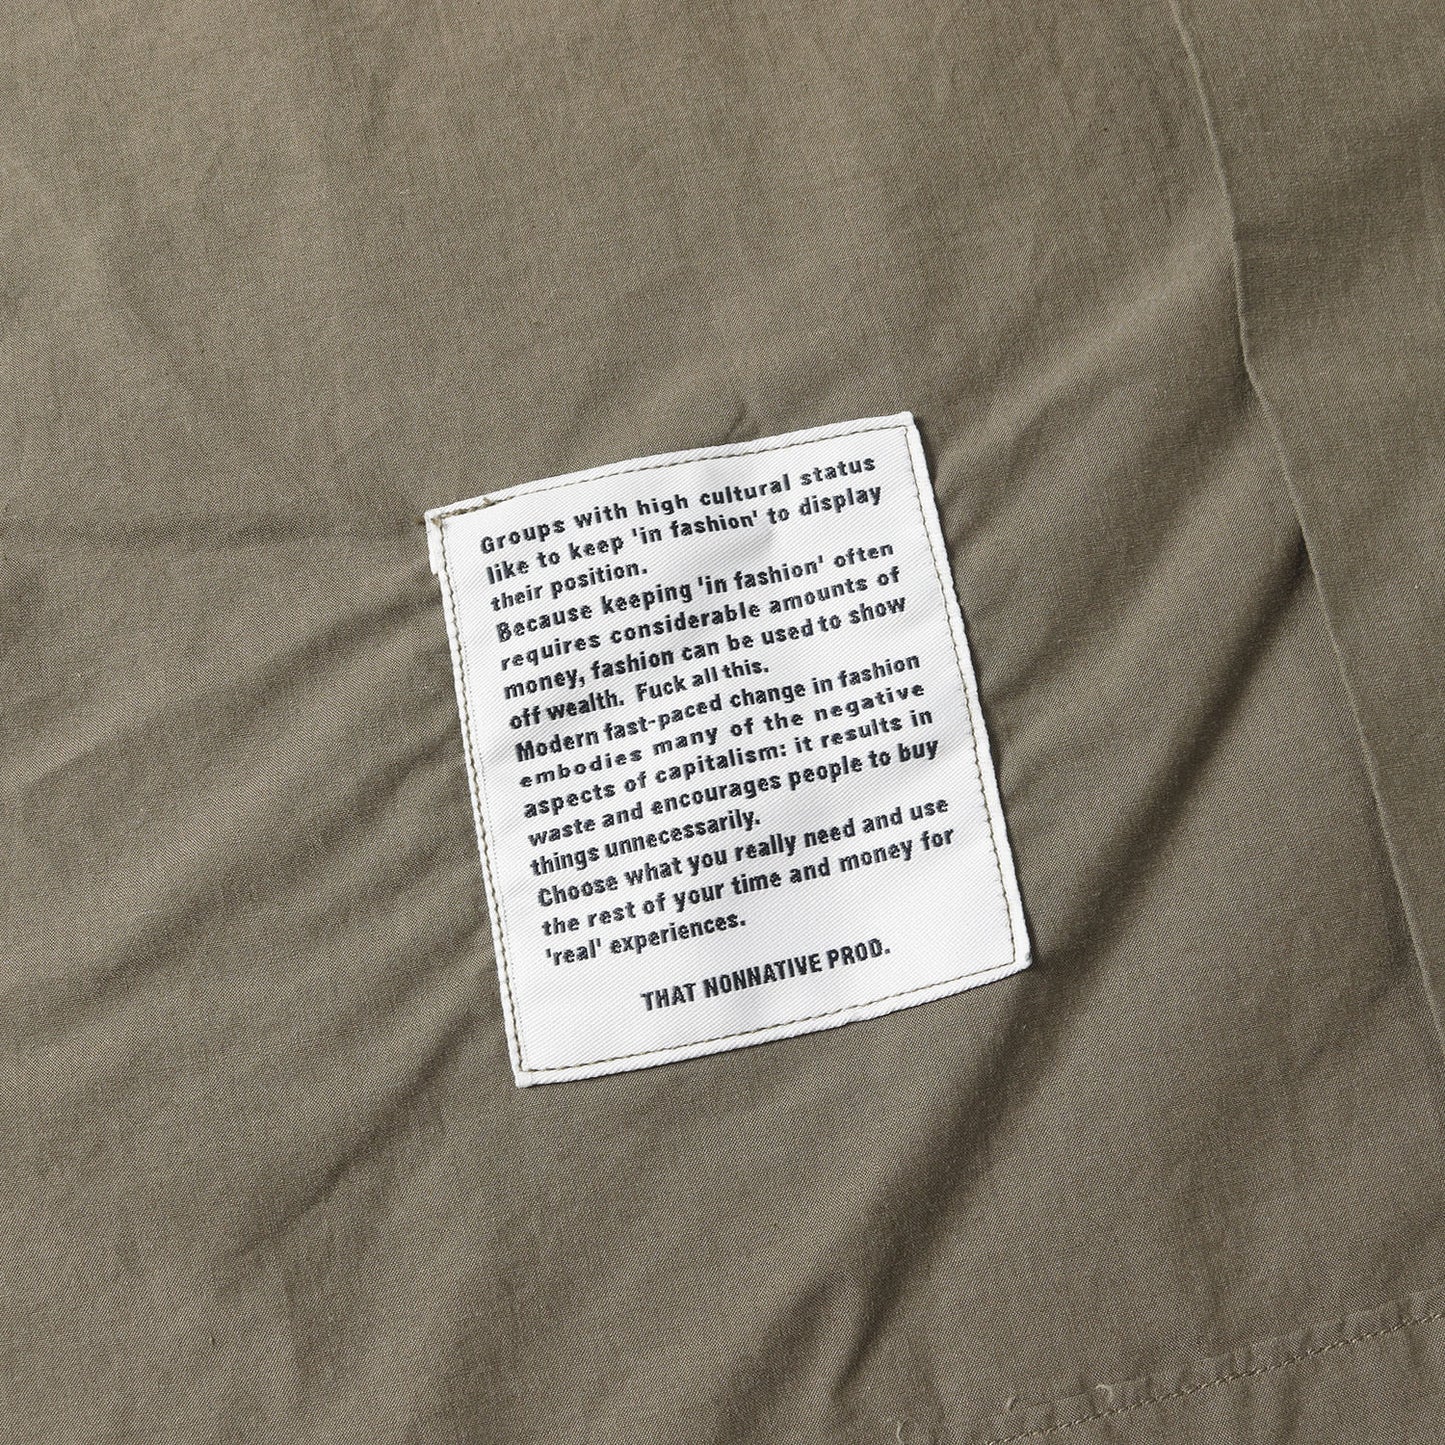 Groups with high cultural status
like to keep 'in fashion' to display
their position.
Because keeping 'in fashion' often
requires considerable amounts of
money, fashion can be used to show
off wealth. Fuck all this.
Modern fast-paced change in fashion
embodies many of the negative
aspects of capitalism: it results in
waste and encourages people to buy
things unnecessarily.
Choose what you really need and use
the rest of your time and money for
'real' experiences.
THAT NONNATIVE PROD.